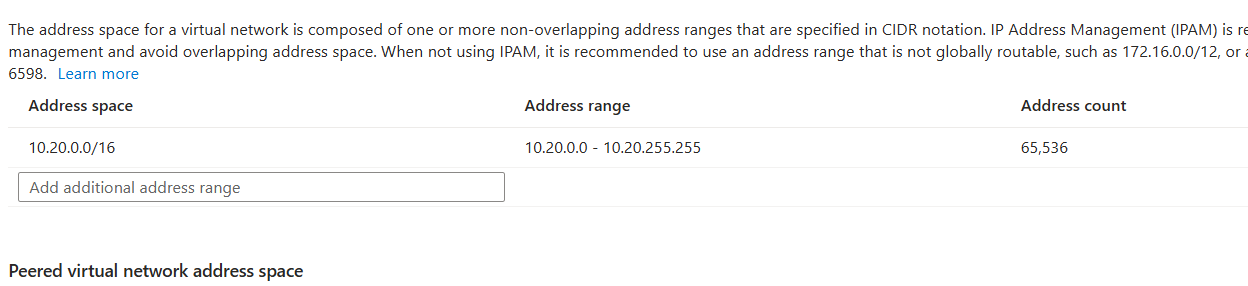 The address space for a virtual network is composed of one or more non-overlapping address ranges that are specified in CIDR notation. IP Address Management (IPAM) is
management and avoid overlapping address space. When not using IPAM, it is recommended to use an address range that is not globally routable, such as 172.16.0.0/12, or
6598. Learn more
Address space Address range Address count
10.20.0.0/16 10.20.0.0 - 10.20.255.255 65,536
Add additional address range
Peered virtual network address space